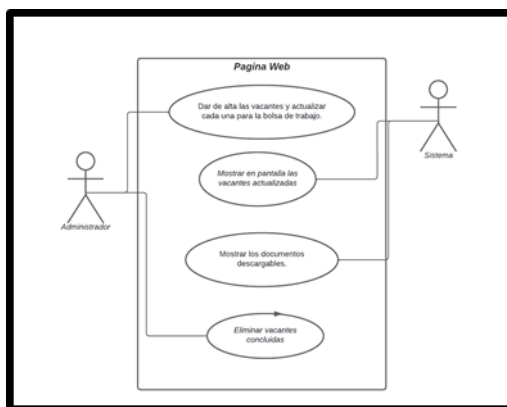 Pagina Web
Dar de alta las vacantes y actualizar
cada una para la bolsa de trabajo.
Sistema
Mostrar en pantalla las
vacantes actualizadas
Administrador
Mostrar los documentos
descargables.
Eliminar vacantes
concluidas